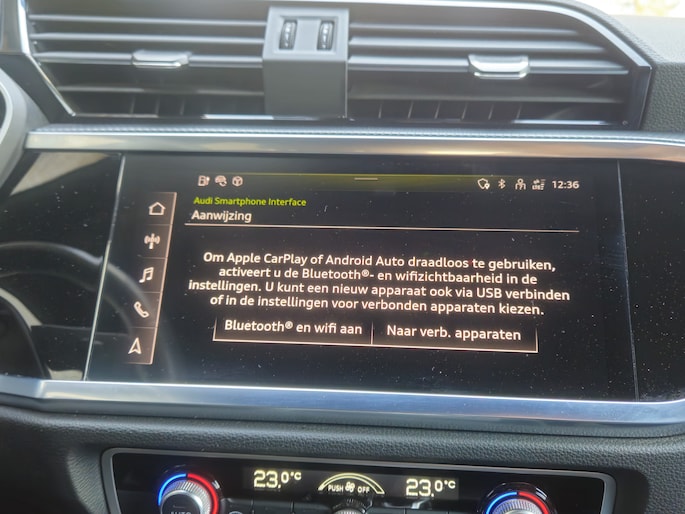 12:36
Audi Smartphone Interface
Aanwijzing
Om Apple CarPlay of Android Auto draadloos te gebruiken,
activeert u de Bluetooth®- en wifizichtbaarheid in de
instellingen. U kunt een nieuw apparaat ook via USB verbinden
of in de instellingen voor verbonden apparaten kiezen.
Bluetooth® en wifi aan
Naar verb. apparaten
23.0°C
PUSH OFF
23.0°C
AUTO